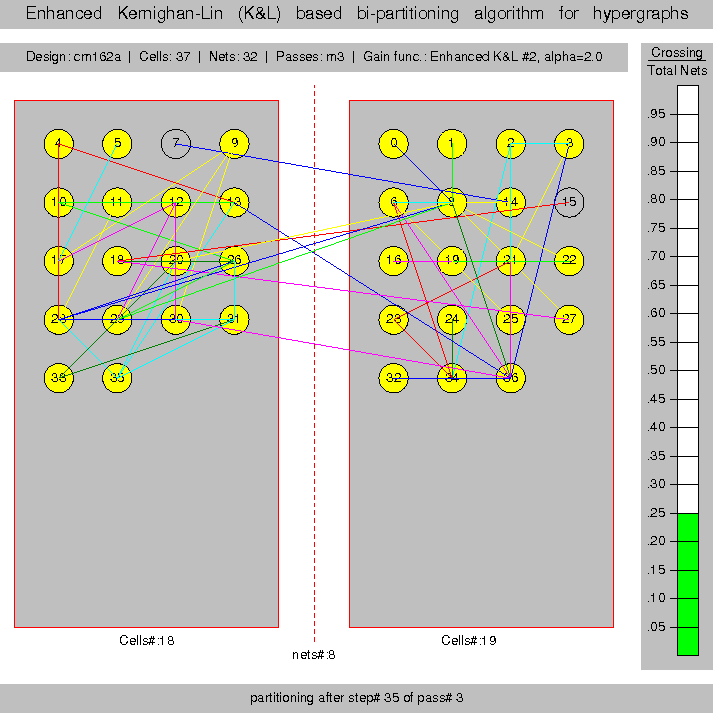 Enhanced Kernighan-Lin (K&L) based bi-partitioning algorithm for hypergraphs
Design: cm162a | Cells: 37 | Nets: 32 | Passes: m3 | Gain func.: Enhanced K&L #2, alpha=2.0
Crossing
Total Nets
.95
.90
.85
.80
.75
.70
.65
.60
.55
.50
.45
.40
.35
.30
.25
.20
.15
.10
.05
4 5 7 9 0 1 2 3
10 11 12 13 6 14 15
17 18 20 26 16 19 21 22
29 30 31 23 24 25 27
35 32 34 36
Cells#:18
Cells#:19
nets#:8
partitioning after step# 35 of pass# 3